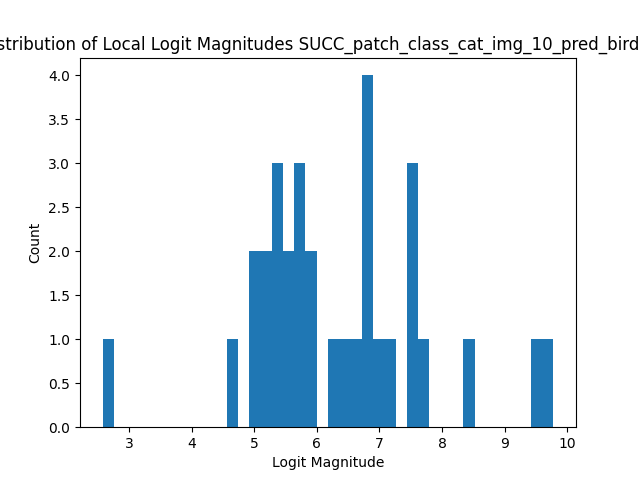 stribution of Local Logit Magnitudes SUCC_patch_class_cat_img_10_pred_bird
4.0
3.5
3.0
2.5
2.0
1.5
1.0
0.5
0.0
Count
3 4 5 6 7 8 9 10
Logit Magnitude